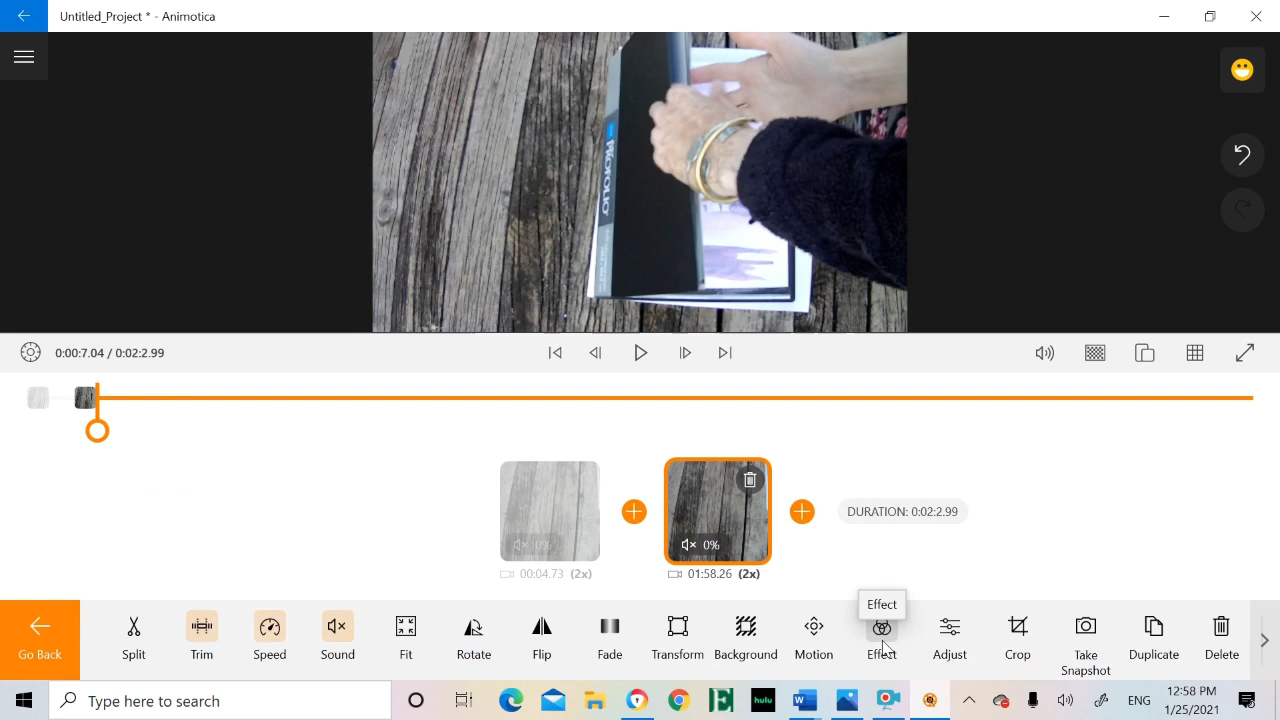 Untitled_Project * - Animotica
PROFOLIO
0:00:7.04 / 0:02:2.99
0%
0%
DURATION: 0:02:2.99
00:04.73 (2x)
01:58.26 (2x)
Effect
Go Back
Split
Trim
Speed
Sound
Fit
Rotate
Flip
Fade
Transform
Background
Motion
Effect
Adjust
Crop
Take Snapshot
Duplicate
Delete
Type here to search
hulu
ENG
12:58 PM
1/25/2021